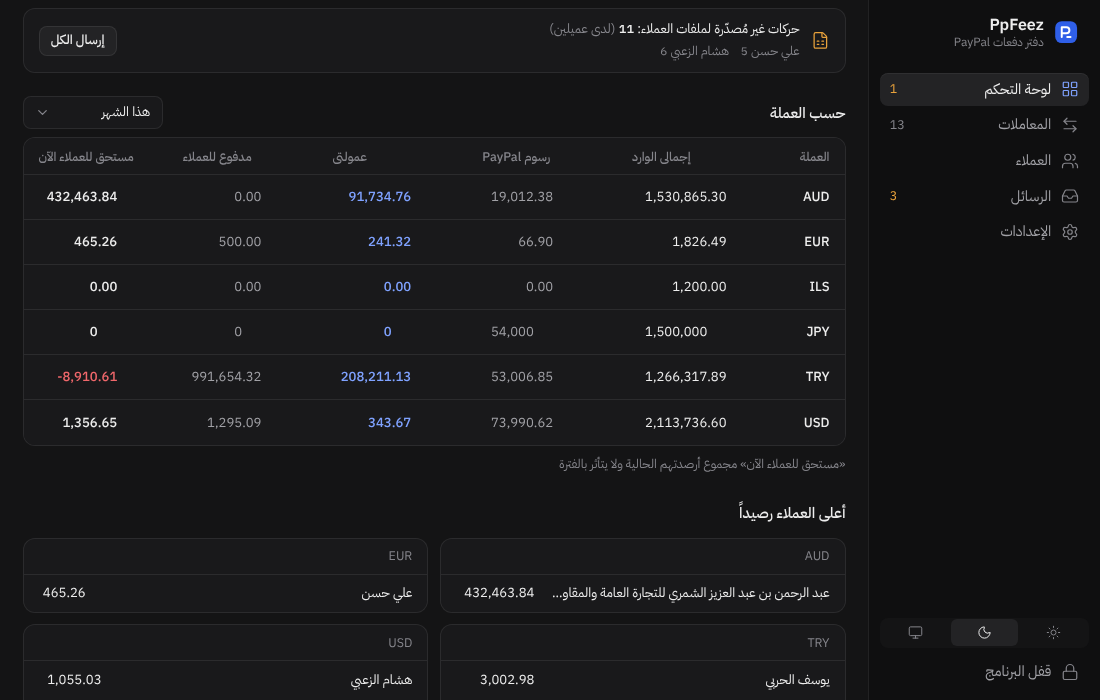 PpFeez
دفتر دفعات PayPal
لوحة التحكم 1
المعاملات 13
العملاء
الرسائل 3
الإعدادات
قفل البرنامج
حركات غير مُصدّرة لملفات العملاء: 11 (لدى عميلين)
علي حسن 5 هشام الزعبي 6
إرسال الكل
حسب العملة
هذا الشهر
العملة إجمالى الوارد رسوم PayPal عمولتى مدفوع للعملاء مستحق للعملاء الآن
AUD 1,530,865.30 19,012.38 91,734.76 0.00 432,463.84
EUR 1,826.49 66.90 241.32 500.00 465.26
ILS 1,200.00 0.00 0.00 0.00 0.00
JPY 1,500,000 54,000 0 0 0
TRY 1,266,317.89 53,006.85 208,211.13 991,654.32 -8,910.61
USD 2,113,736.60 73,990.62 343.67 1,295.09 1,356.65
«مستحق للعملاء الآن» مجموع أرصدتهم الحالية ولا يتأثر بالفترة
أعلى العملاء رصيداً
AUD
عبد الرحمن بن عبد العزيز الشمري للتجارة العامة والمقاو... 432,463.84
EUR
علي حسن 465.26
TRY
يوسف الحربي 3,002.98
USD
هشام الزعبي 1,055.03